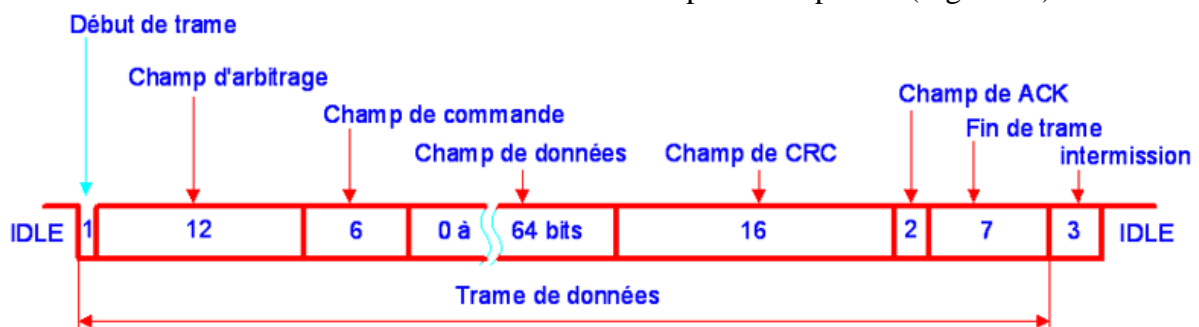 Début de trame
Champ d'arbitrage
Champ de commande
Champ de données
Champ de CRC
Champ de ACK
Fin de trame
intermission
IDLE 1 12 6 0 à 64 bits 16 2 7 3 IDLE
Trame de données